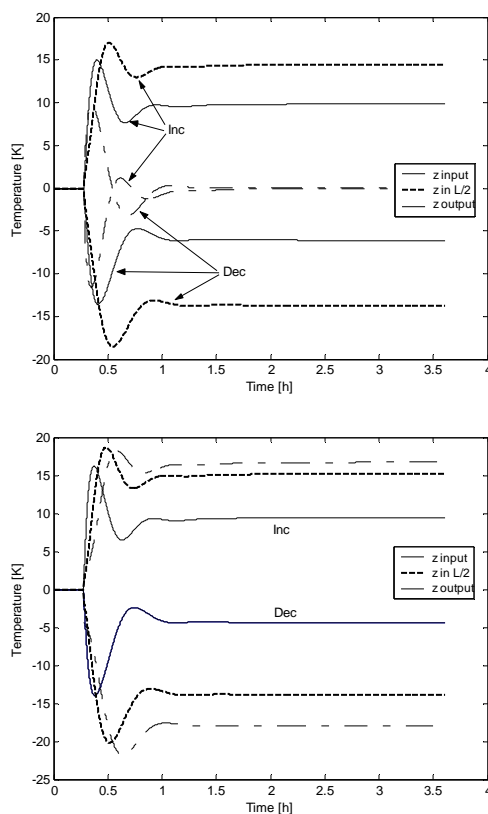 20
15
10
5
0
-5
-10
-15
-20
Temperature [K]
Inc
Dec
z input
z in L/2
z output
0 0.5 1 1.5 2 2.5 3 3.5 4
Time [h]
20
15
10
5
0
-5
-10
-15
-20
-25
Temperature [K]
Inc
Dec
z input
z in L/2
z output
0 0.5 1 1.5 2 2.5 3 3.5 4
Time [h]